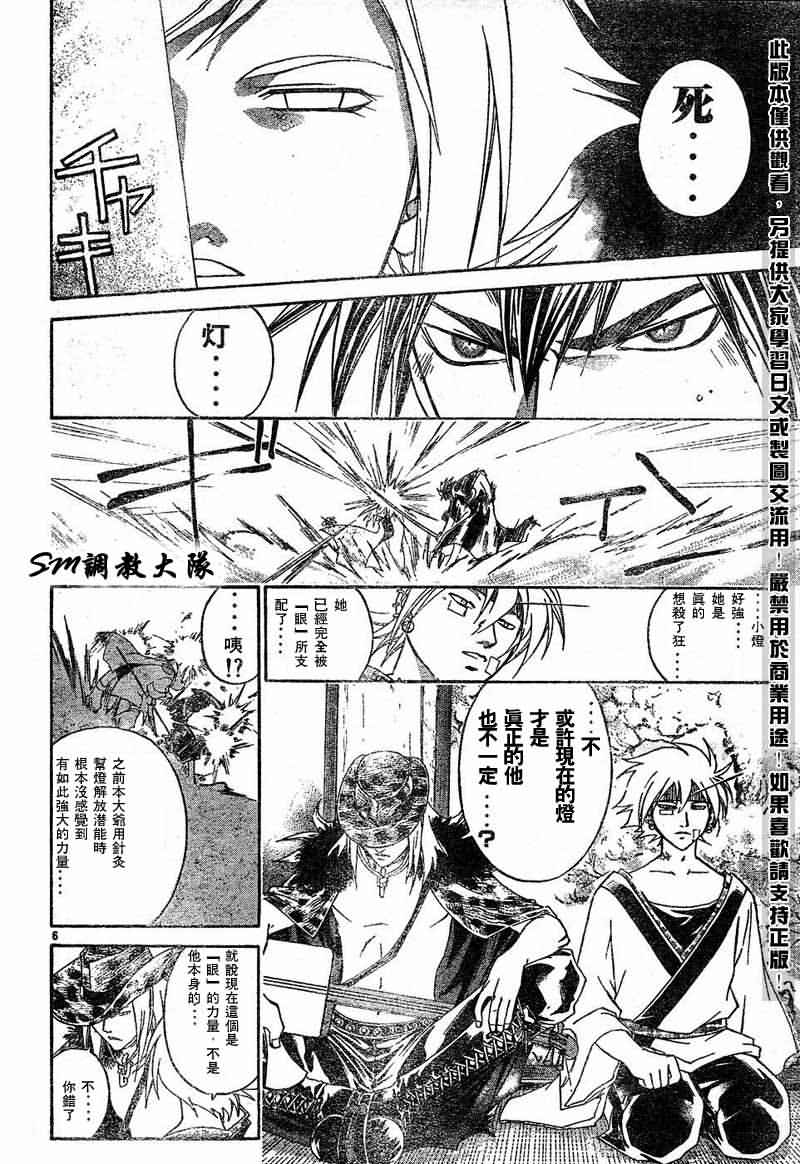 死‥‥
チャキ
灯‥‥
ギィン
SM調教大隊
‥‥小燈
好強‥‥
她是
真的
想殺了狂‥‥
她
已經完全被
『眼』所支
配了‥‥
‥‥咦!?
之前本大爺用針灸
幫燈解放潛能時
根本沒感覺到
有如此強大的力量
‥‥
‥‥不
或許現在的燈
才是
眞正的他
也不一定‥‥?
就說現在這個是
『眼』的力量，不是
他本身的‥‥
不‥‥
你錯了
6
此版本僅供觀看，另提供大家學習日文或製圖交流用！嚴禁用於商業用途！如果喜歡請支持正版！